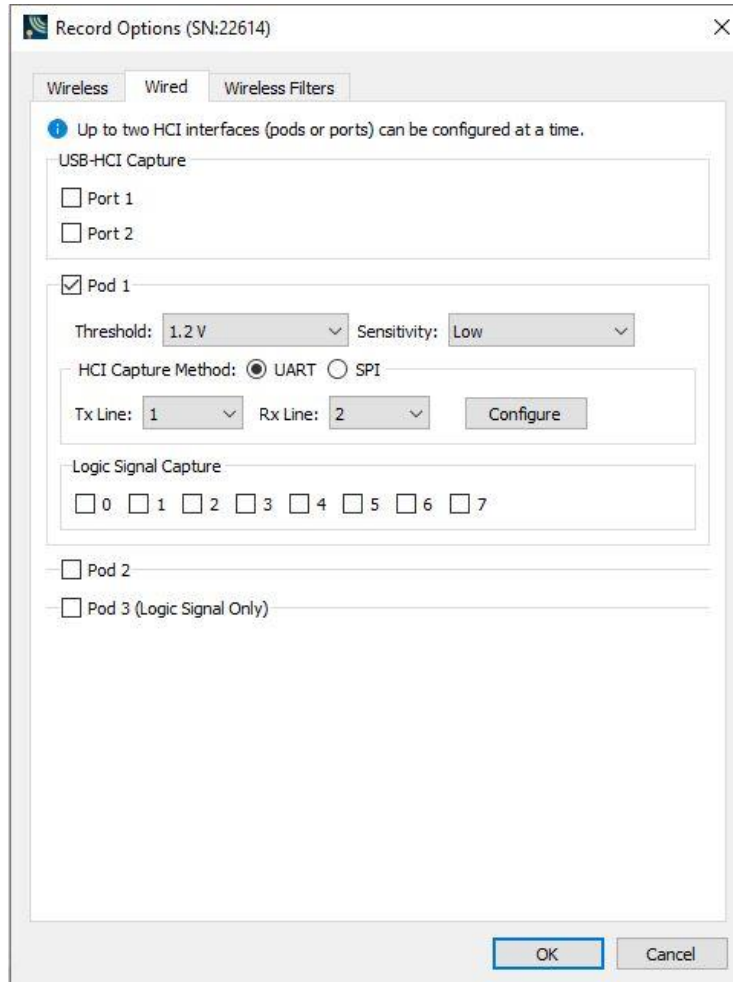 Record Options (SN:22614)
Wireless Wired Wireless Filters
Up to two HCI interfaces (pods or ports) can be configured at a time.
USB-HCI Capture
Port 1
Port 2
Pod 1
Threshold: 1.2 V Sensitivity: Low
HCI Capture Method: UART SPI
Tx Line: 1 Rx Line: 2 Configure
Logic Signal Capture
0 1 2 3 4 5 6 7
Pod 2
Pod 3 (Logic Signal Only)
OK Cancel